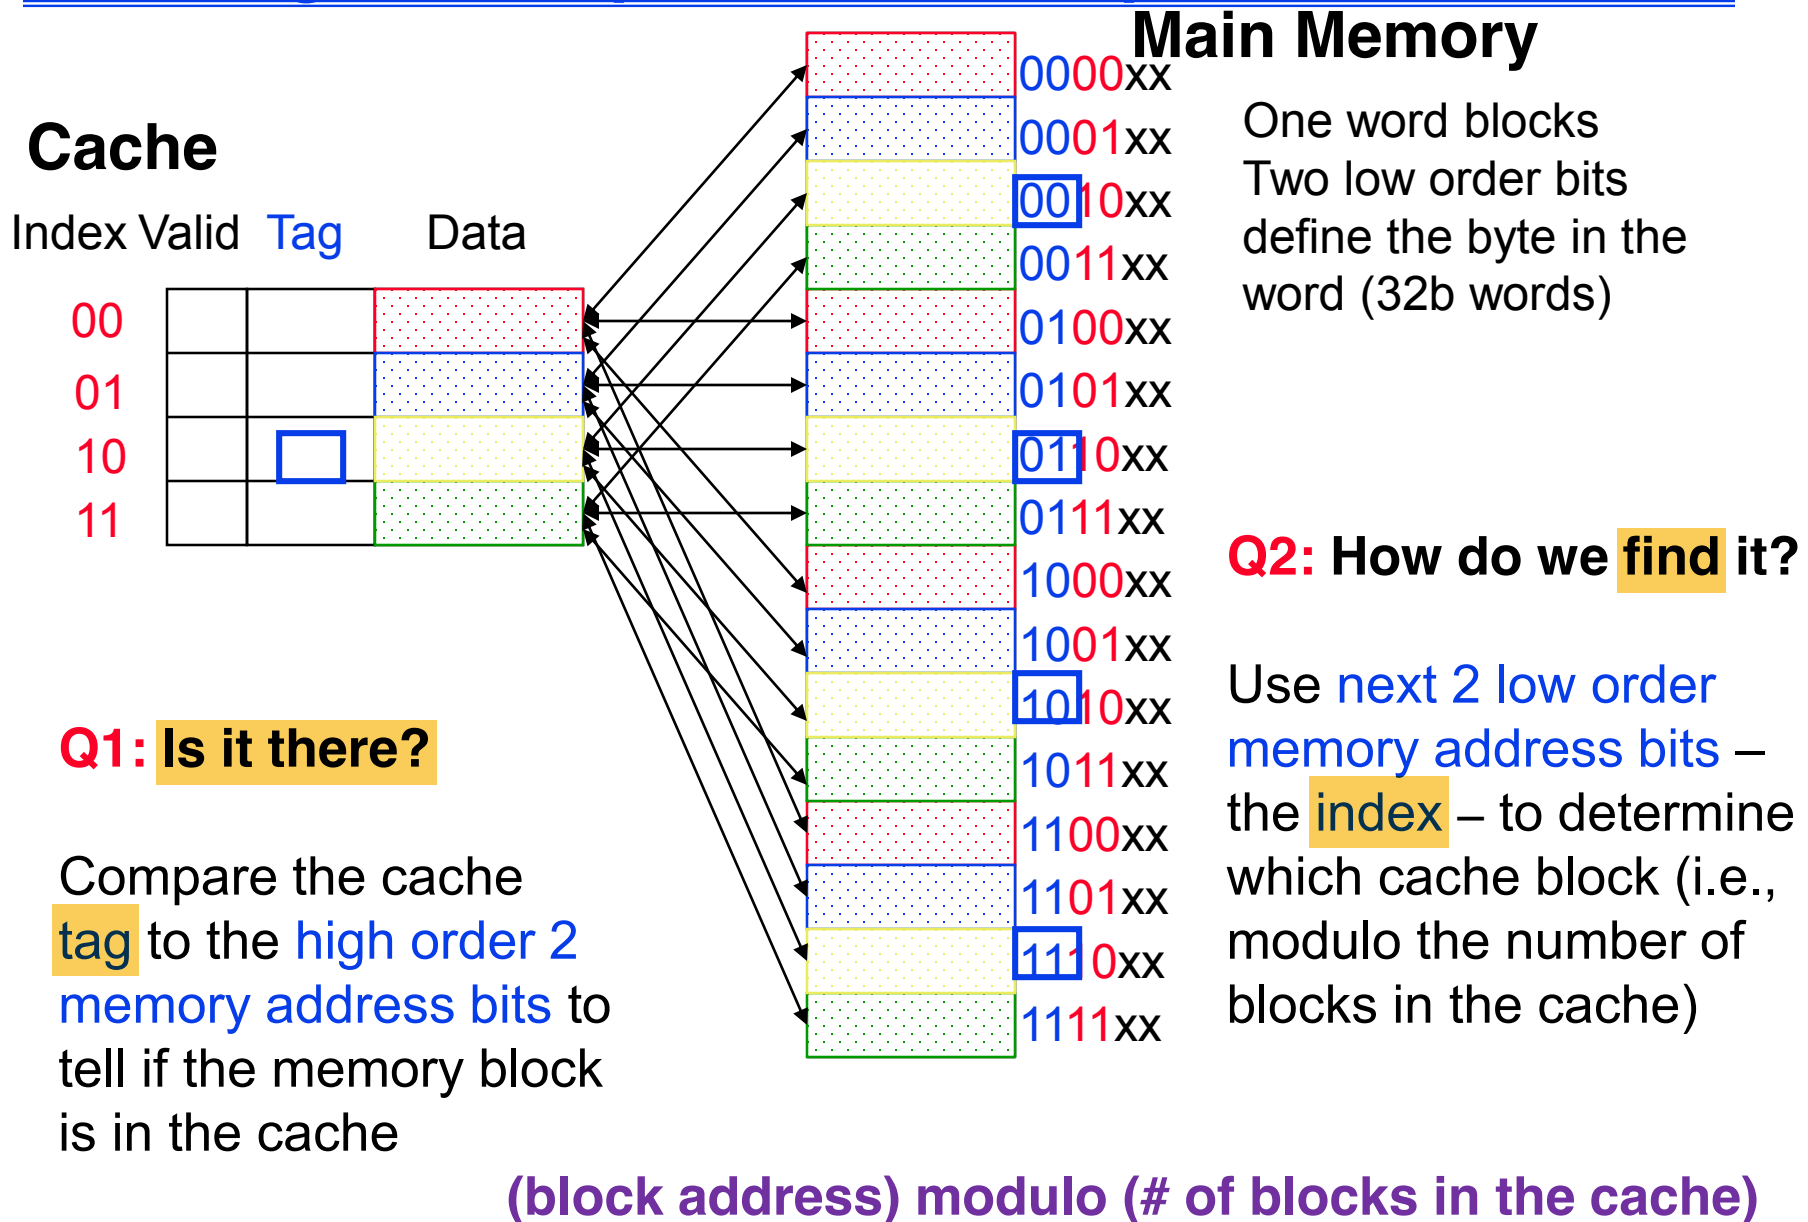 Main Memory
Cache
Index Valid Tag Data
00
01
10
11
0000xx
0001xx
0010xx
0011xx
0100xx
0101xx
0110xx
0111xx
1000xx
1001xx
1010xx
1011xx
1100xx
1101xx
1110xx
1111xx
One word blocks
Two low order bits
define the byte in the
word (32b words)
Q1: Is it there?
Compare the cache
tag to the high order 2
memory address bits to
tell if the memory block
is in the cache
Q2: How do we find it?
Use next 2 low order
memory address bits –
the index – to determine
which cache block (i.e.,
modulo the number of
blocks in the cache)
(block address) modulo (# of blocks in the cache)